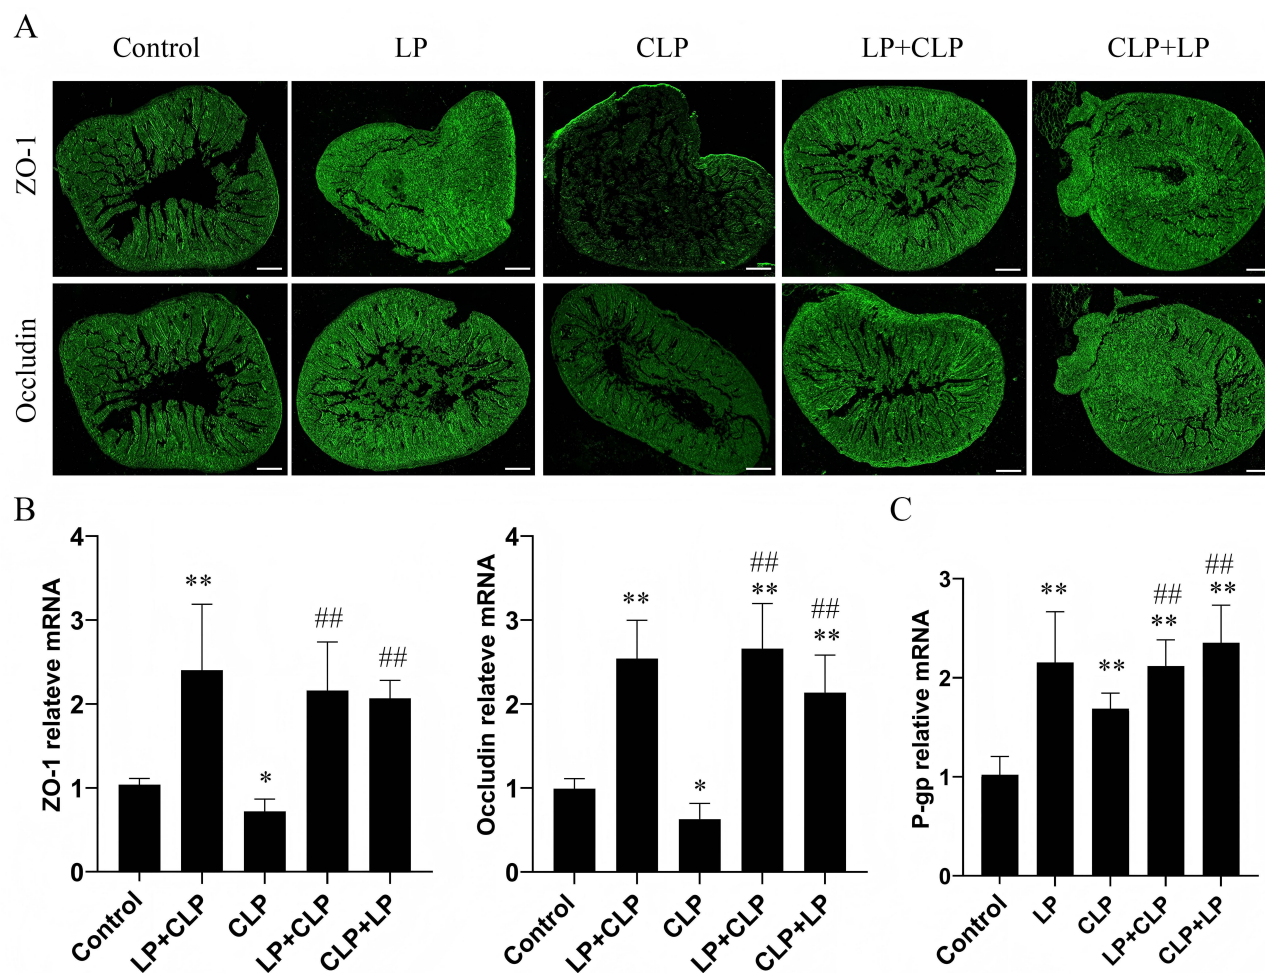 A
Control LP CLP LP+CLP CLP+LP
ZO-1
Occludin
B
ZO-1 relateve mRNA
4
3
2
1
0
**
*
##
##
Control LP+CLP CLP LP+CLP CLP+LP
Occludin relateve mRNA
4
3
2
1
0
**
*
##
**
##
**
Control LP+CLP CLP LP+CLP CLP+LP
C
P-gp relative mRNA
3
2
1
0
**
**
##
**
##
**
Control LP CLP LP+CLP CLP+LP